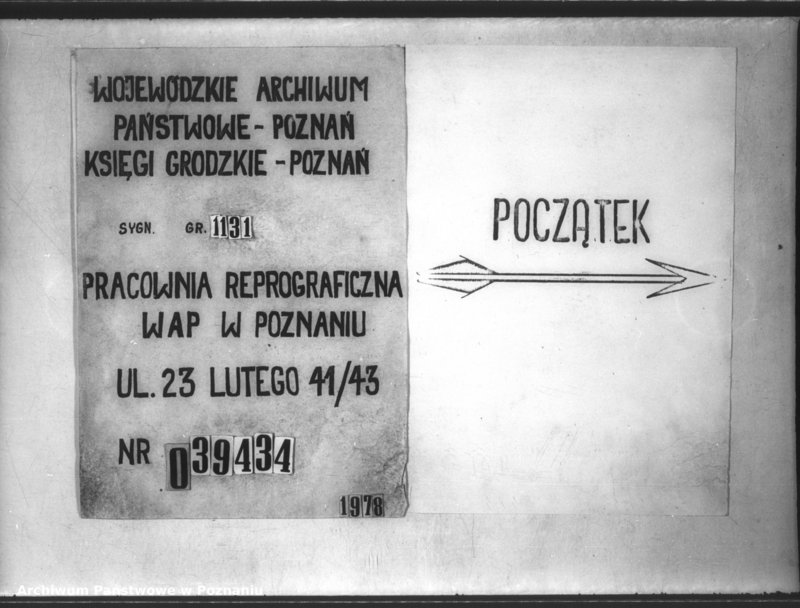 WOJEWÓDZKIE ARCHIWUM
PAŃSTWOWE - POZNAŃ
KSIĘGI GRODZKIE - POZNAŃ
SYGN. GR. 1131
PRACOWNIA REPROGRAFICZNA
WAP W POZNANIU
UL. 23 LUTEGO 41/43
NR 039434
1978
POCZĄTEK
Archiwum Państwowe w Poznaniu